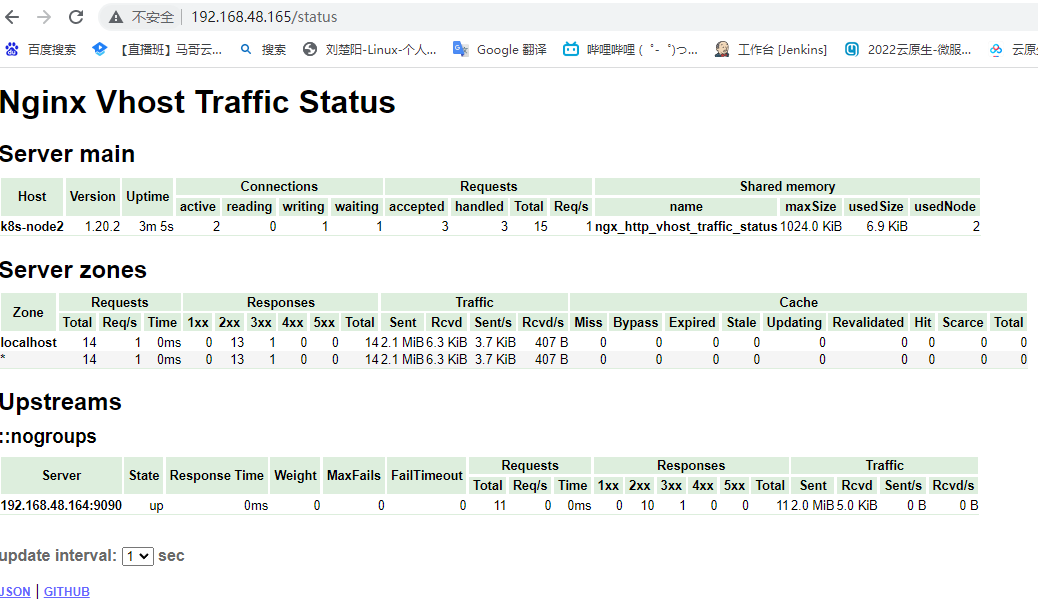 不安全 192.168.48.165/status
百度搜索 【直播班】马哥云... 搜索 刘楚阳-Linux-个人... Google 翻译 哔哩哔哩 ( ゜- ゜)つ... 工作台 [Jenkins] 2022云原生-微服... 云原生
Nginx Vhost Traffic Status
Server main
Host Version Uptime Connections Requests Shared memory
active reading writing waiting accepted handled Total Req/s name maxSize usedSize usedNode
k8s-node2 1.20.2 3m 5s 2 0 1 1 3 3 15 1 ngx_http_vhost_traffic_status 1024.0 KiB 6.9 KiB 2
Server zones
Zone Requests Responses Traffic Cache
Total Req/s Time 1xx 2xx 3xx 4xx 5xx Total Sent Rcvd Sent/s Rcvd/s Miss Bypass Expired Stale Updating Revalidated Hit Scarce Total
localhost 14 1 0ms 0 13 1 0 0 14 2.1 MiB 6.3 KiB 3.7 KiB 407 B 0 0 0 0 0 0 0 0 0
* 14 1 0ms 0 13 1 0 0 14 2.1 MiB 6.3 KiB 3.7 KiB 407 B 0 0 0 0 0 0 0 0 0
Upstreams
::nogroups
Server State Response Time Weight MaxFails FailTimeout Requests Responses Traffic
Total Req/s Time 1xx 2xx 3xx 4xx 5xx Total Sent Rcvd Sent/s Rcvd/s
192.168.48.164:9090 up 0ms 0 0 0 11 0 0ms 0 10 1 0 0 11 2.0 MiB 5.0 KiB 0 B 0 B
update interval: 1 sec
JSON | GITHUB